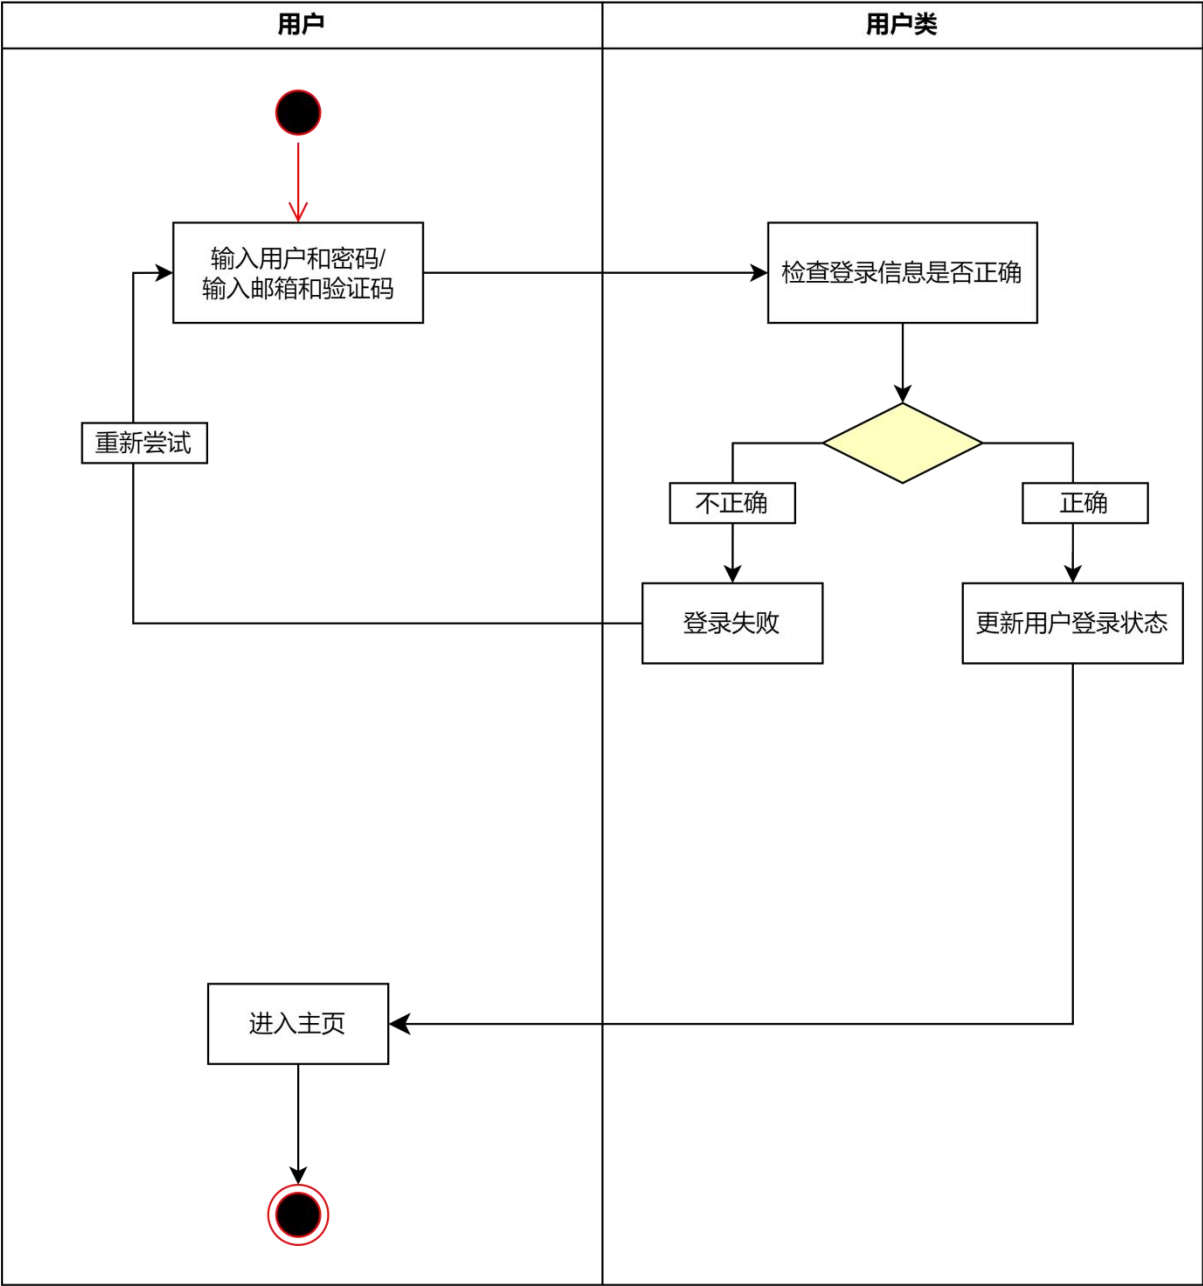 用户
用户类
输入用户和密码/
输入邮箱和验证码
检查登录信息是否正确
重新尝试
不正确
正确
登录失败
更新用户登录状态
进入主页